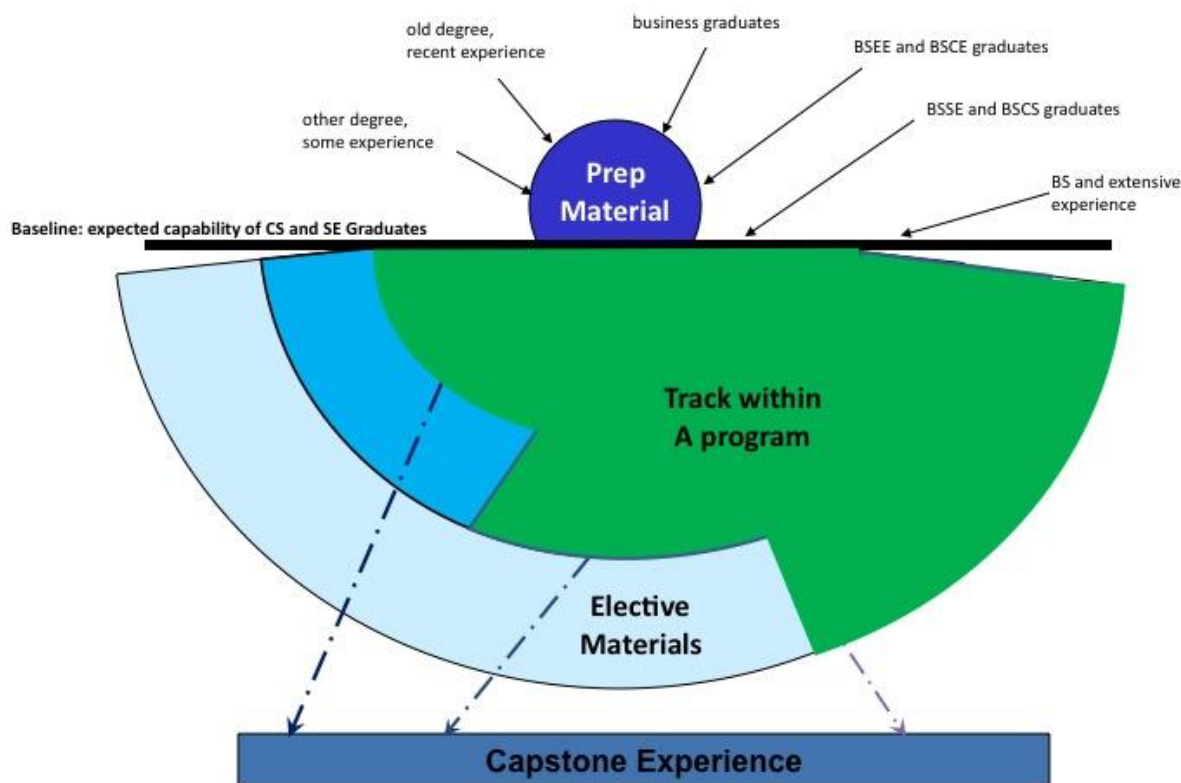 business graduates
old degree,
recent experience
BSEE and BSCE graduates
BSSE and BSCS graduates
other degree,
some experience
Prep
Material
BS and extensive
experience
Baseline: expected capability of CS and SE Graduates
Track within
A program
Elective
Materials
Capstone Experience